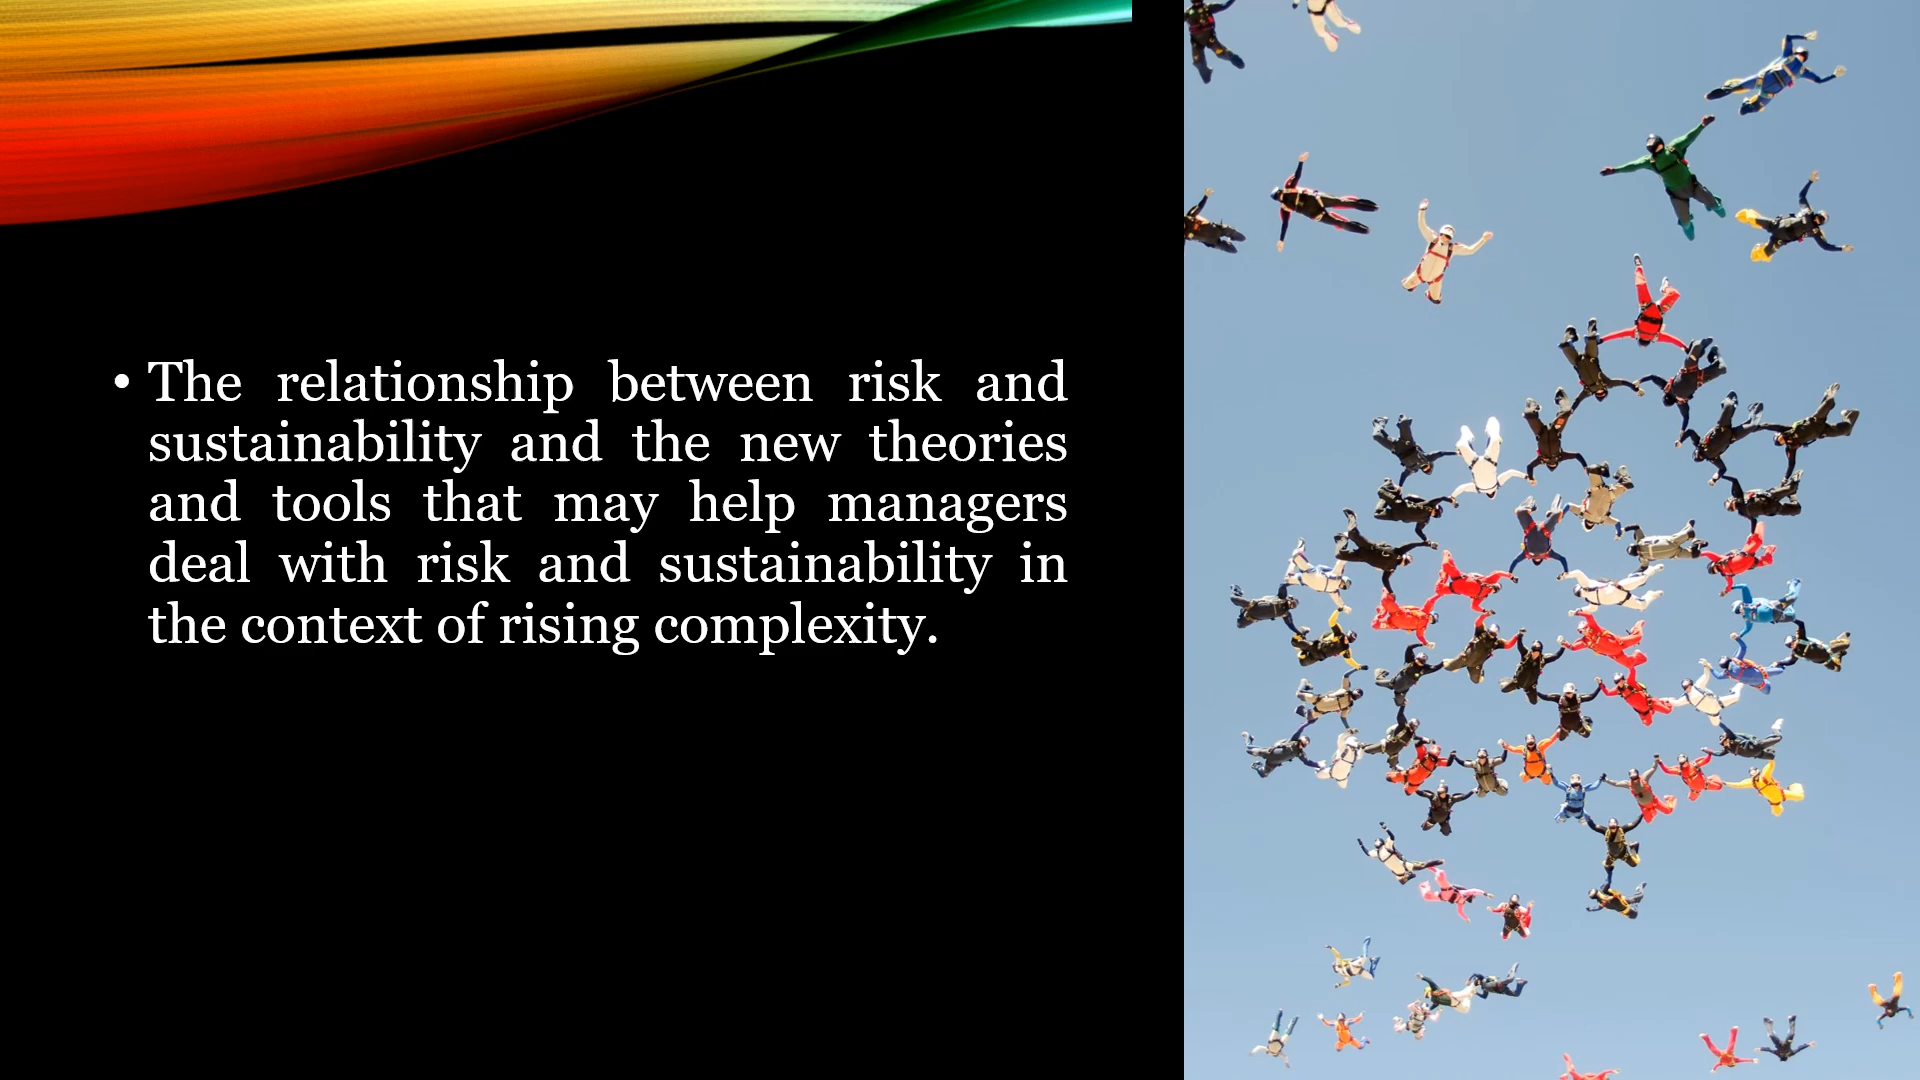 • The relationship between risk and
sustainability and the new theories
and tools that may help managers
deal with risk and sustainability in
the context of rising complexity.